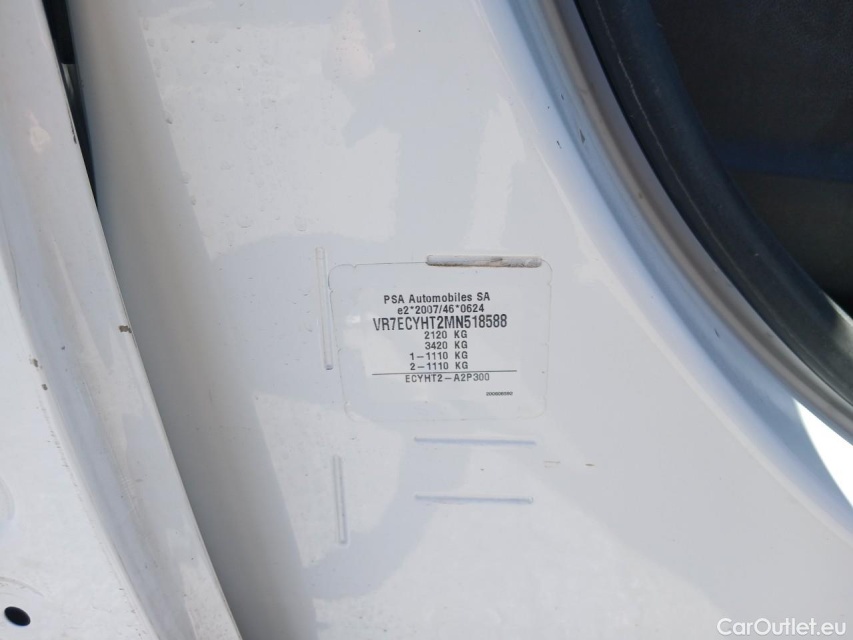 PSA Automobiles SA
e2*2007/46*0624
VR7ECYHT2MN518588
2120 KG
3420 KG
1-1110 KG
2-1110 KG
ECYHT2-A2P300
CarOutlet.eu